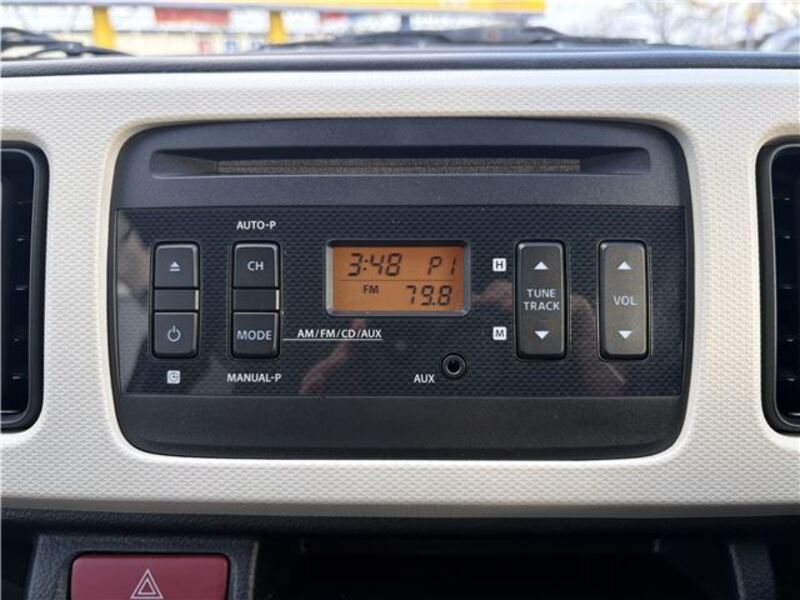 AUTO-P
CH
MODE
AM/FM/CD/AUX
MANUAL-P
3:48 P1
FM
79.8
AUX
H
M
TUNE
TRACK
VOL